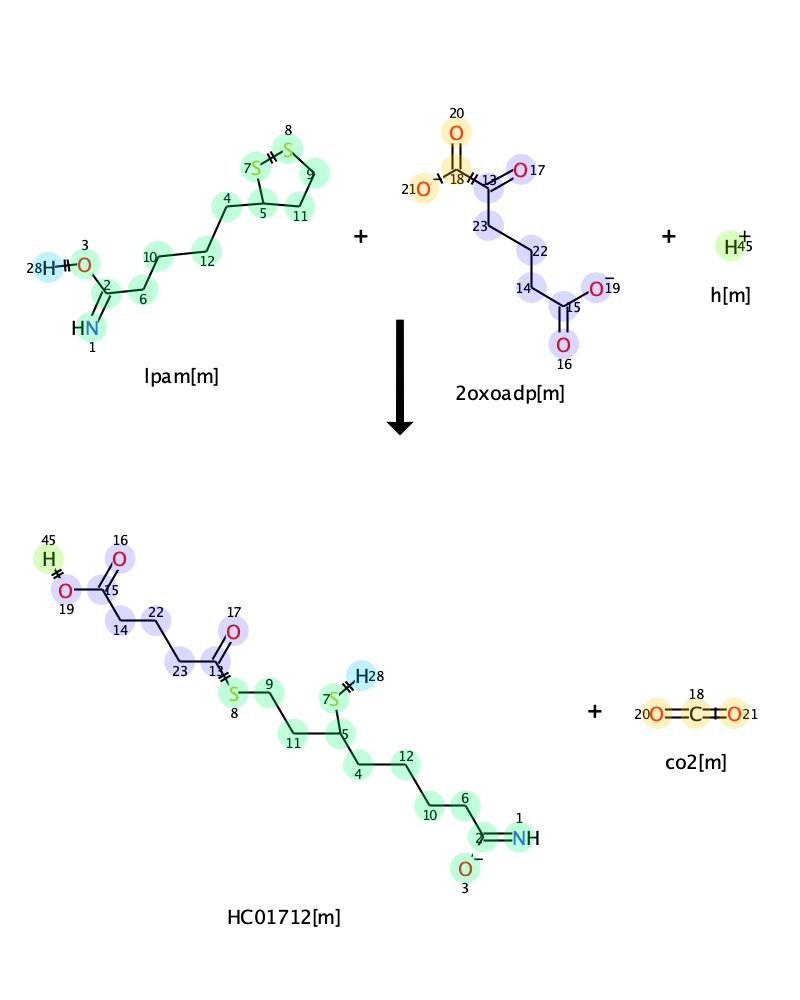 20
8
7 S S
O
9
18 13 O 17
21 O −
4
5
11
23
+
+
H + 45
3
10
12
22
28 H O
2
h[m]
6
14
O − 19
HN
15
1
O
16
lpam[m]
2oxoadp[m]
45
16
H
O
O
15
19
22
17
14
O
23
13
H 28
9
7 S
S
8
18
11
5
+
20 O C O 21
4
12
co2[m]
6
10
1
2
NH
O −
3
HC01712[m]